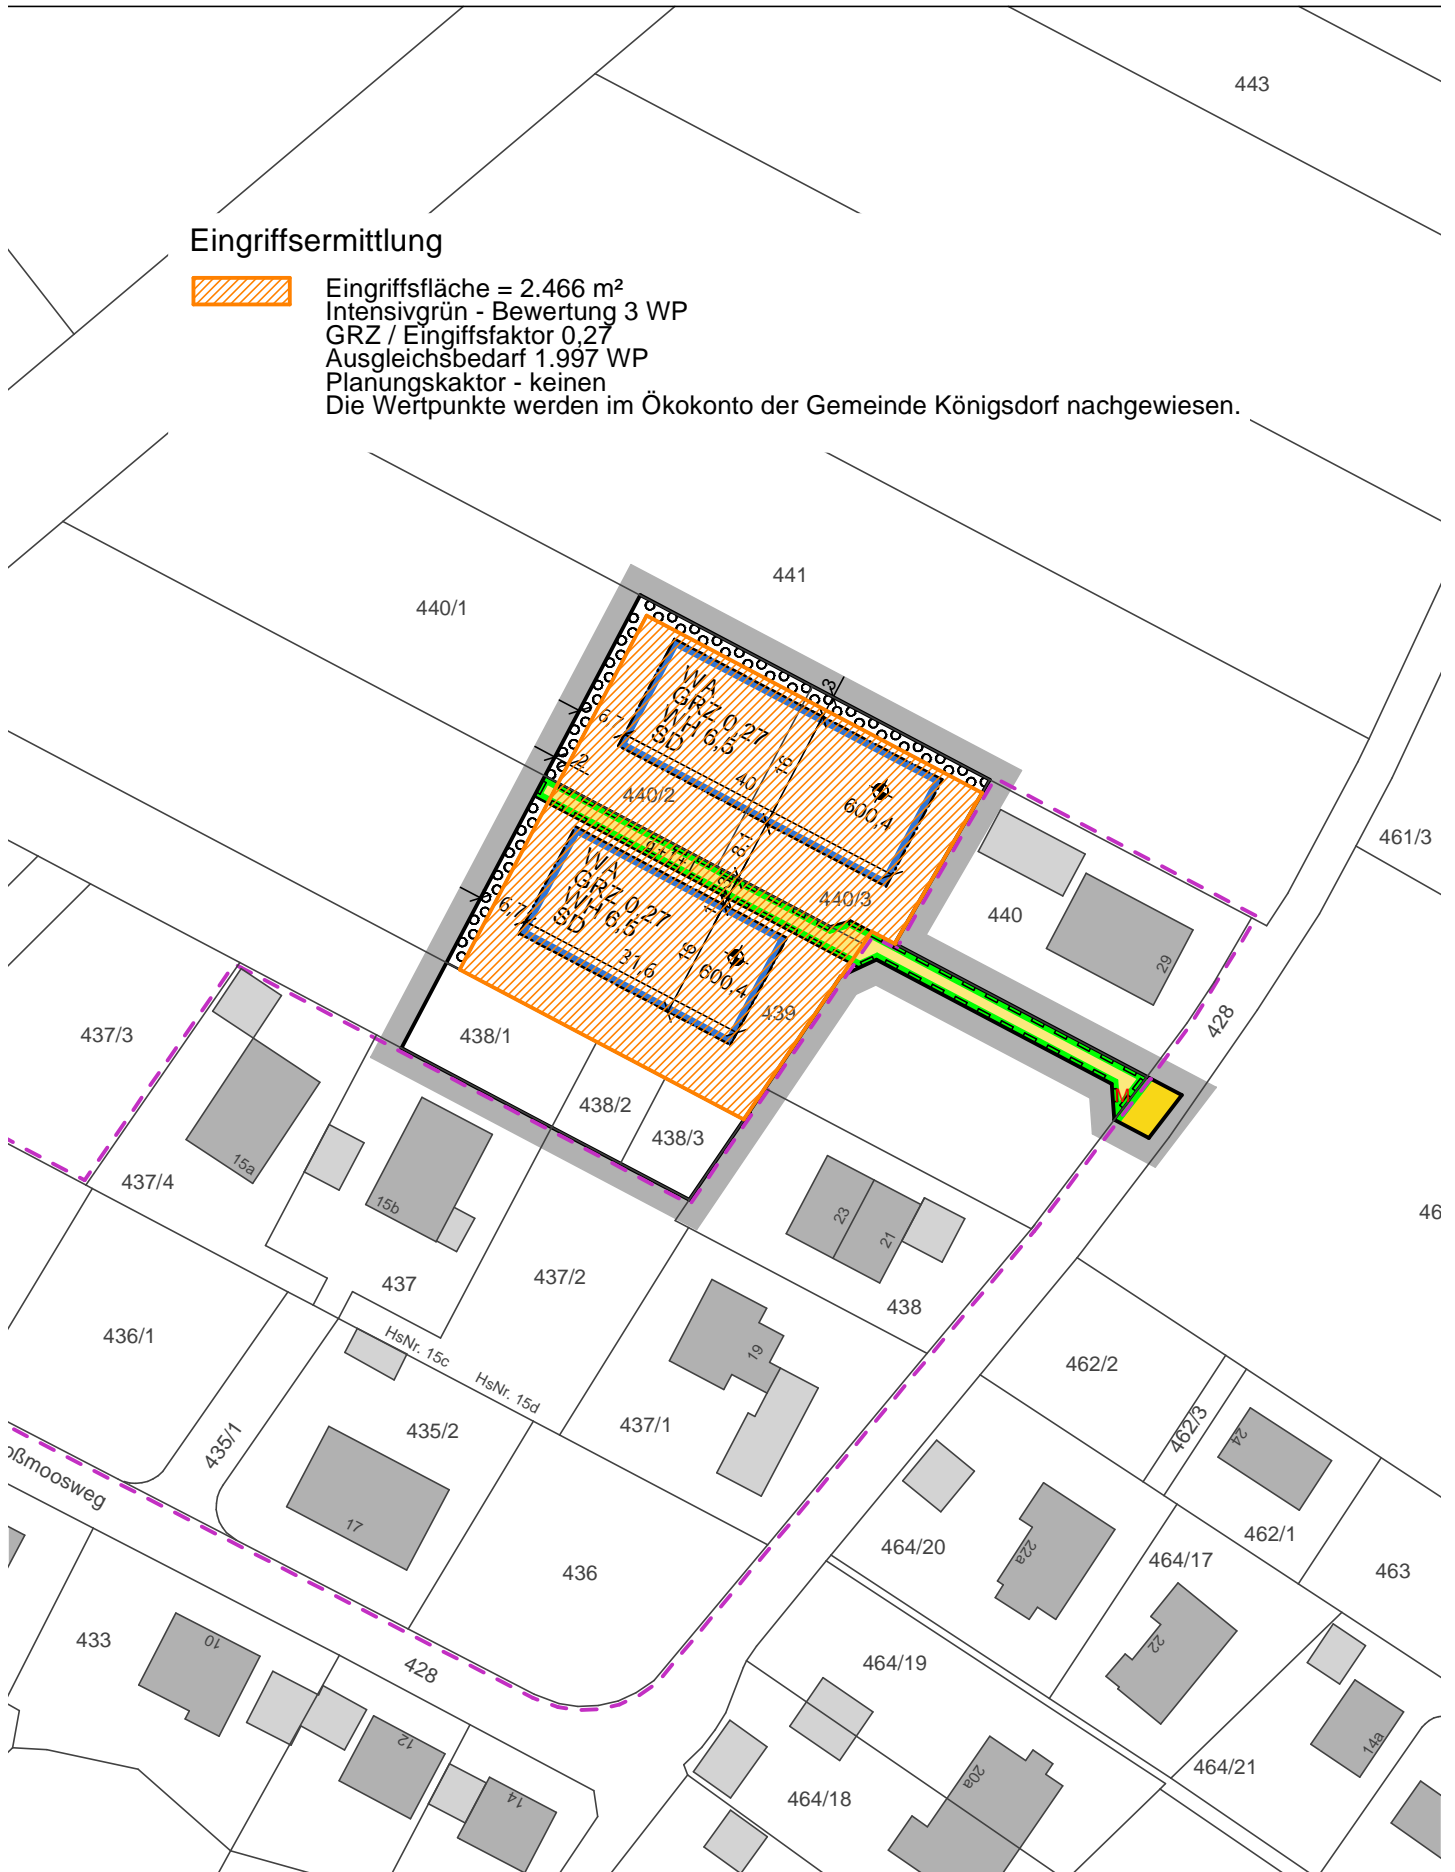 443
Eingriffsermittlung
Eingriffsfläche = 2.466 m²
Intensivgrün - Bewertung 3 WP
GRZ / Eingiffsfaktor 0,27
Ausgleichsbedarf 1.997 WP
Planungskaktor - keinen
Die Wertpunkte werden im Ökokonto der Gemeinde Königsdorf nachgewiesen.
441
440/1
3
WA
GRZ 0,27
WH 6,5
SD
16
40
600,4
2
440/2
461/3
440/3
440
29
WA
GRZ 0,27
WH 6,5
SD
6,7
31,6
16
600,4
439
428
437/3
438/1
438/2
438/3
M
15a
437/4
15b
23
21
46
437
437/2
438
436/1
HsNr. 15c
HsNr. 15d
19
462/2
435/1
435/2
437/1
462/3
24
oßmoosweg
17
436
464/20
22a
464/17
462/1
463
433
10
428
464/19
22
12
14
464/18
20a
464/21
14a